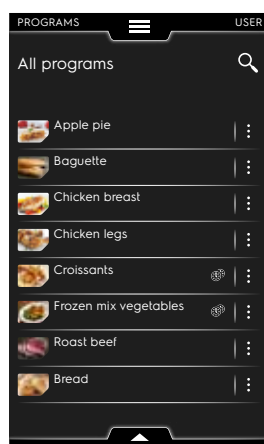 PROGRAMS USER
All programs
Apple pie
Baguette
Chicken breast
Chicken legs
Croissants
Frozen mix vegetables
Roast beef
Bread